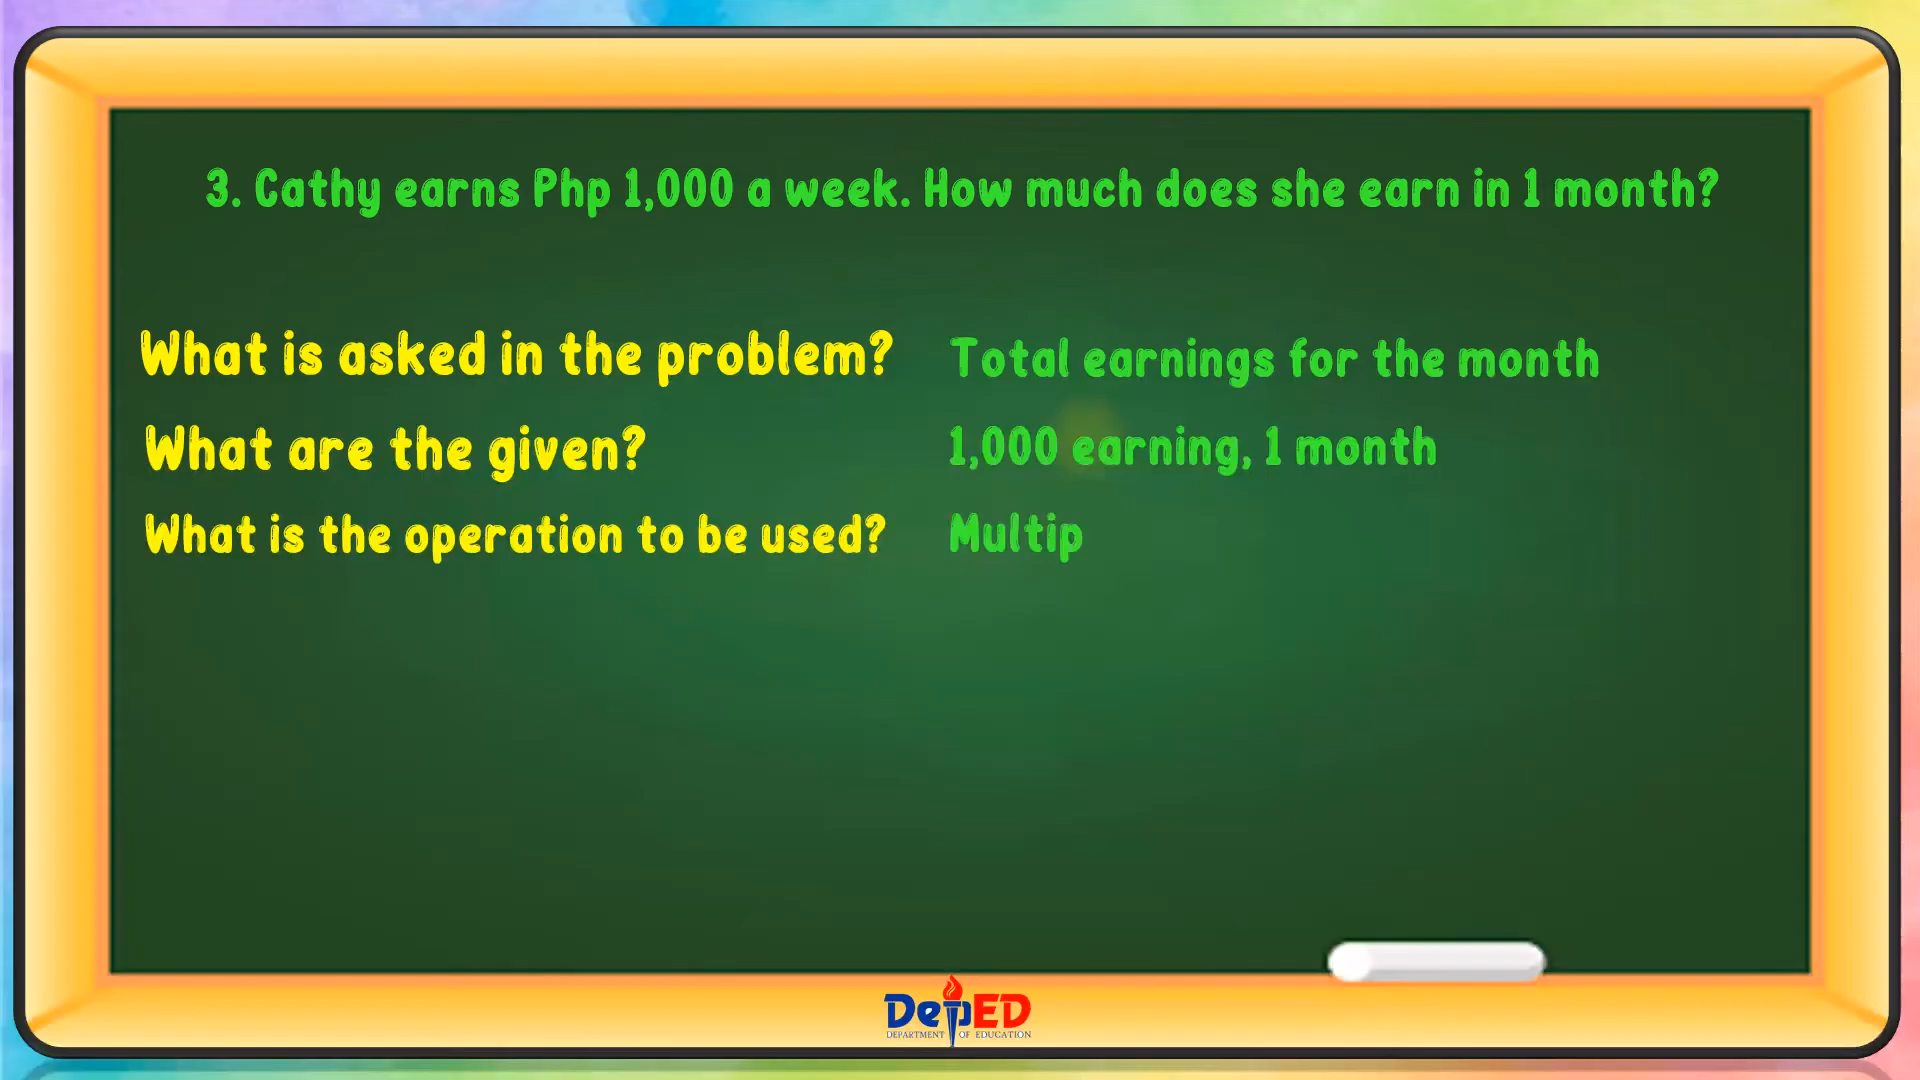 3. Cathy earns Php 1,000 a week. How much does she earn in 1 month?
What is asked in the problem? Total earnings for the month
What are the given? 1,000 earning, 1 month
What is the operation to be used? Multip
DepED
DEPARTMENT OF EDUCATION